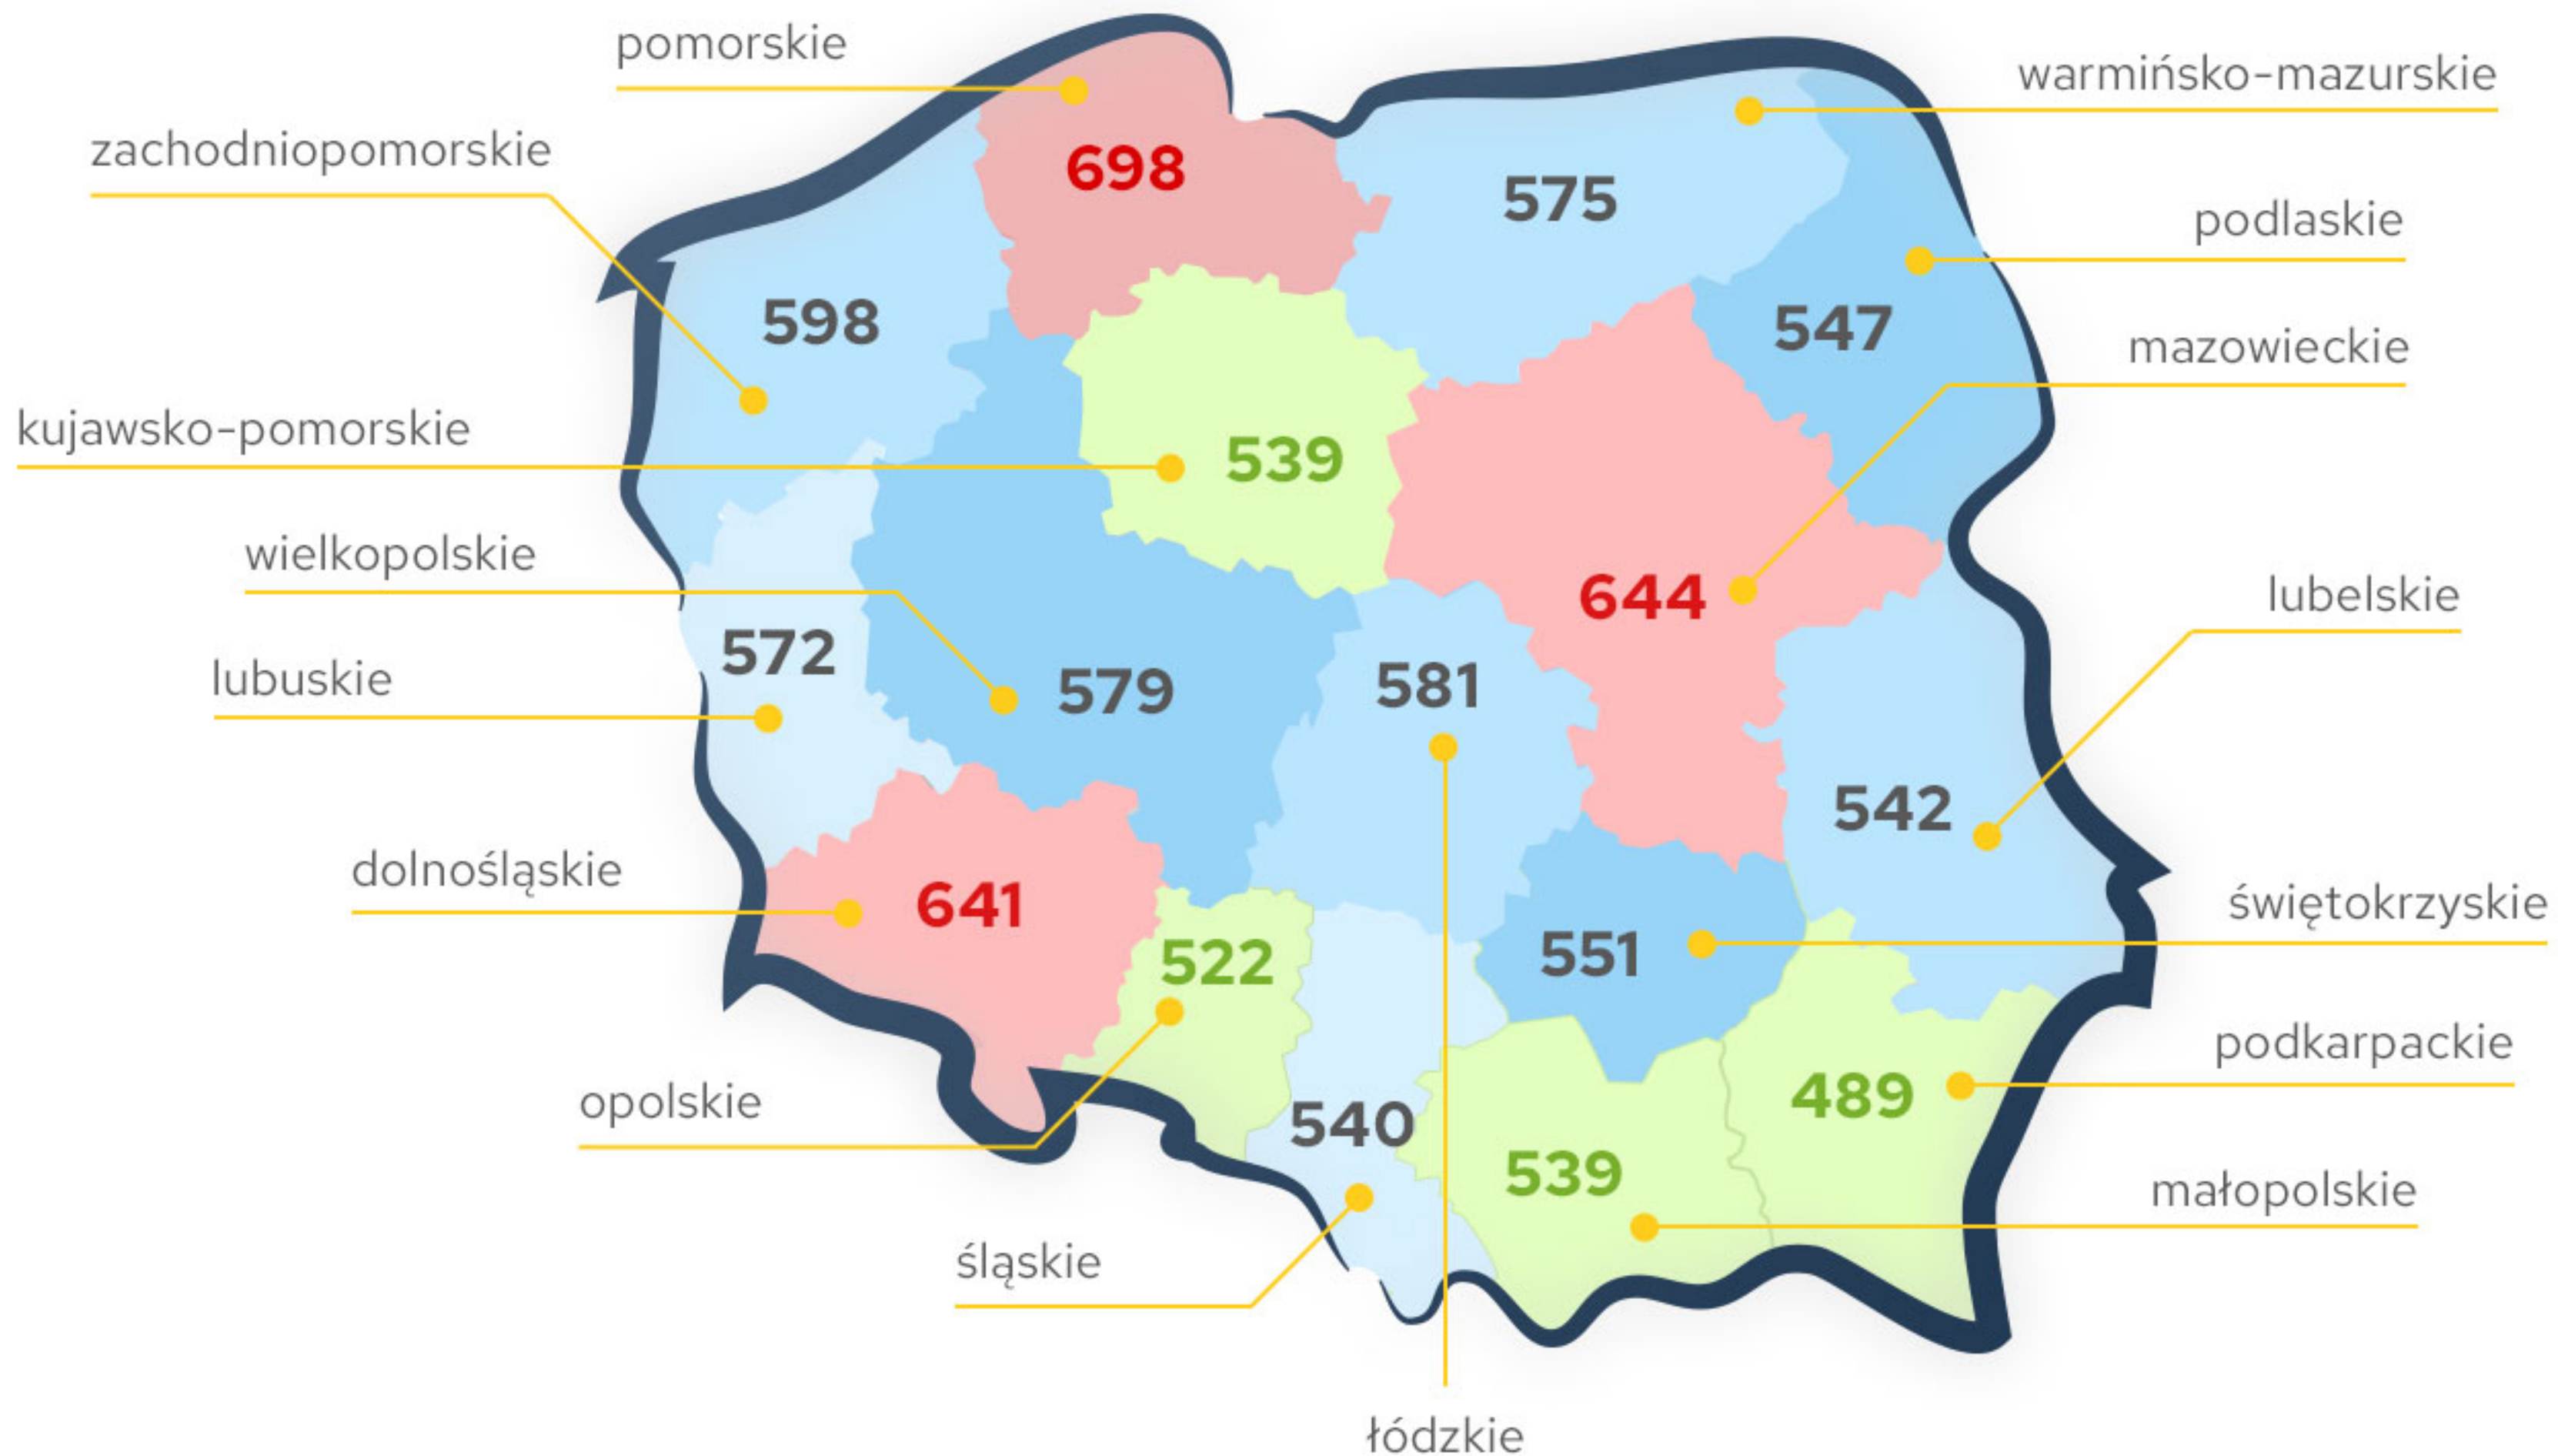 pomorskie
warmińsko-mazurskie
zachodniopomorskie
698
575
podlaskie
598
547
mazowieckie
kujawsko-pomorskie
539
wielkopolskie
644
lubelskie
572
lubuskie
579
581
542
dolnośląskie
641
świętokrzyskie
522
551
podkarpackie
opolskie
540
489
539
małopolskie
śląskie
łódzkie